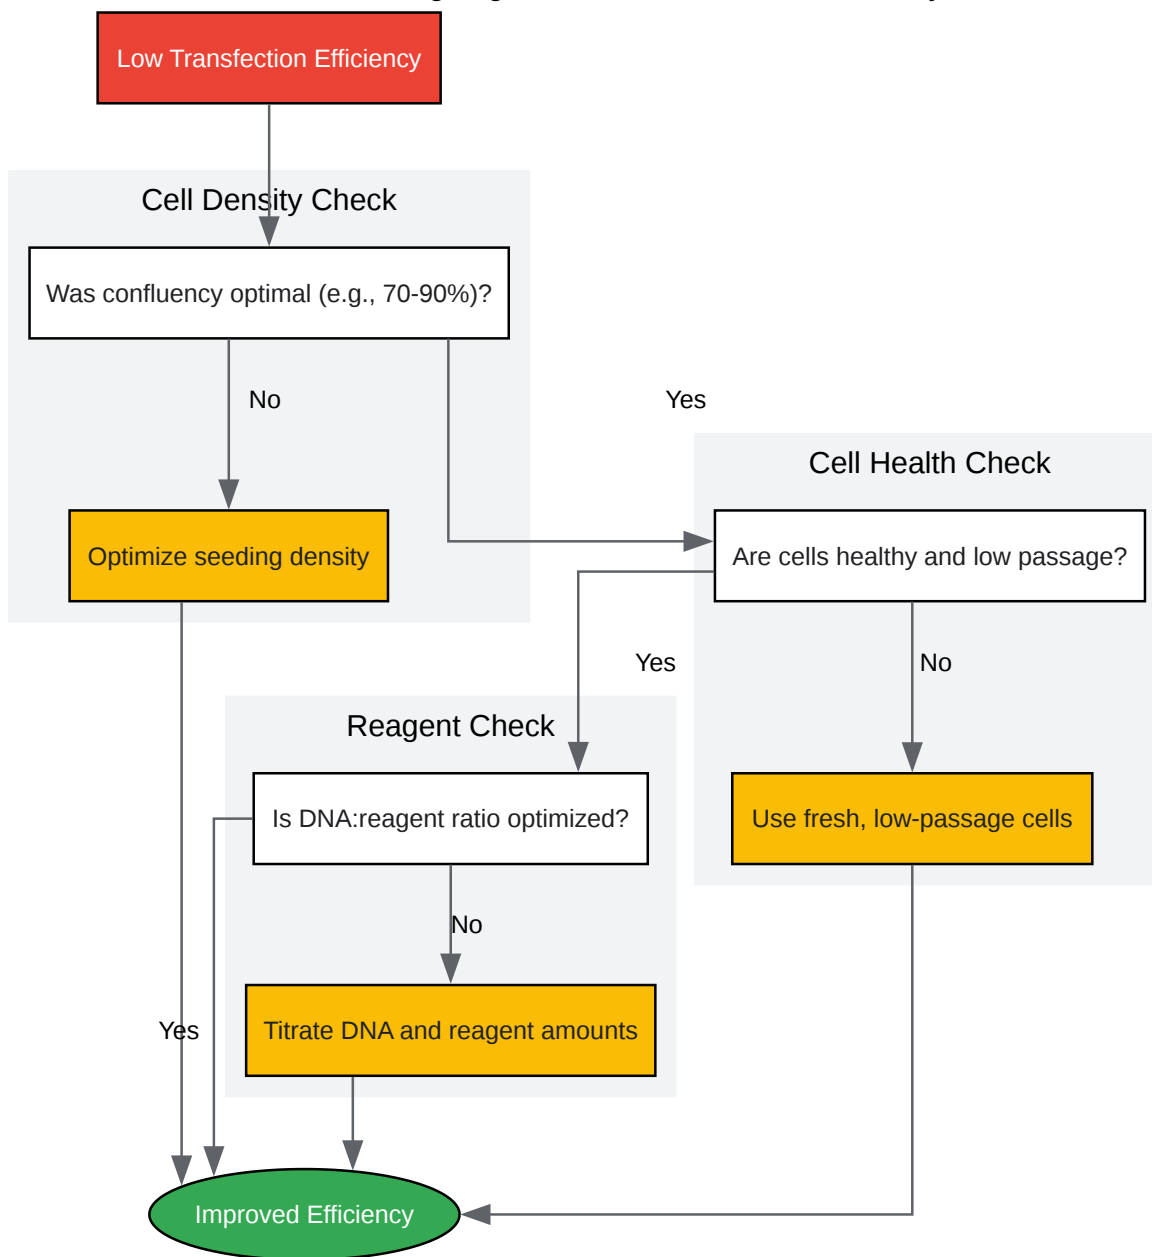 Low Transfection Efficiency
Cell Density Check
Was confluency optimal (e.g., 70-90%)?
No
Yes
Cell Health Check
Optimize seeding density
Are cells healthy and low passage?
Yes
No
Reagent Check
Is DNA:reagent ratio optimized?
Use fresh, low-passage cells
No
Yes
Titrate DNA and reagent amounts
Improved Efficiency